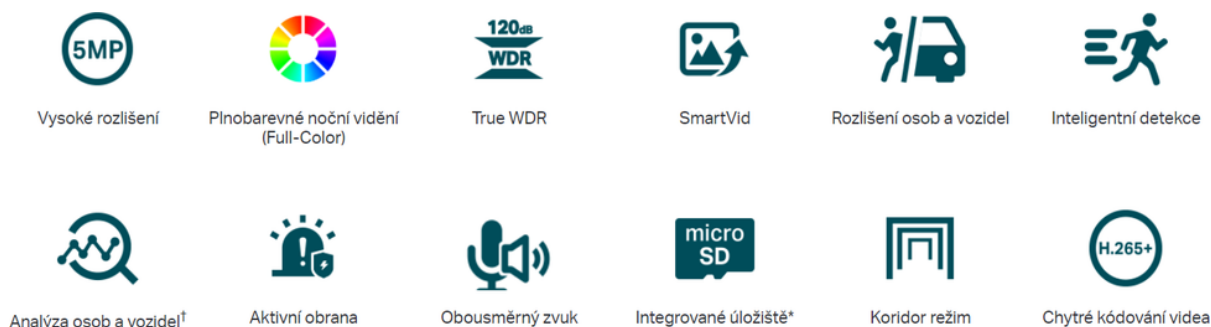 5MP
120dB
WDR
Vysoké rozlišení
Plnobarevné noční vidění
(Full-Color)
True WDR
SmartVid
Rozlišení osob a vozidel
Inteligentní detekce
micro
SD
H.265+
Analýza osob a vozidel†
Aktivní obrana
Obousměrný zvuk
Integrované úložiště*
Koridor režim
Chytré kódování videa